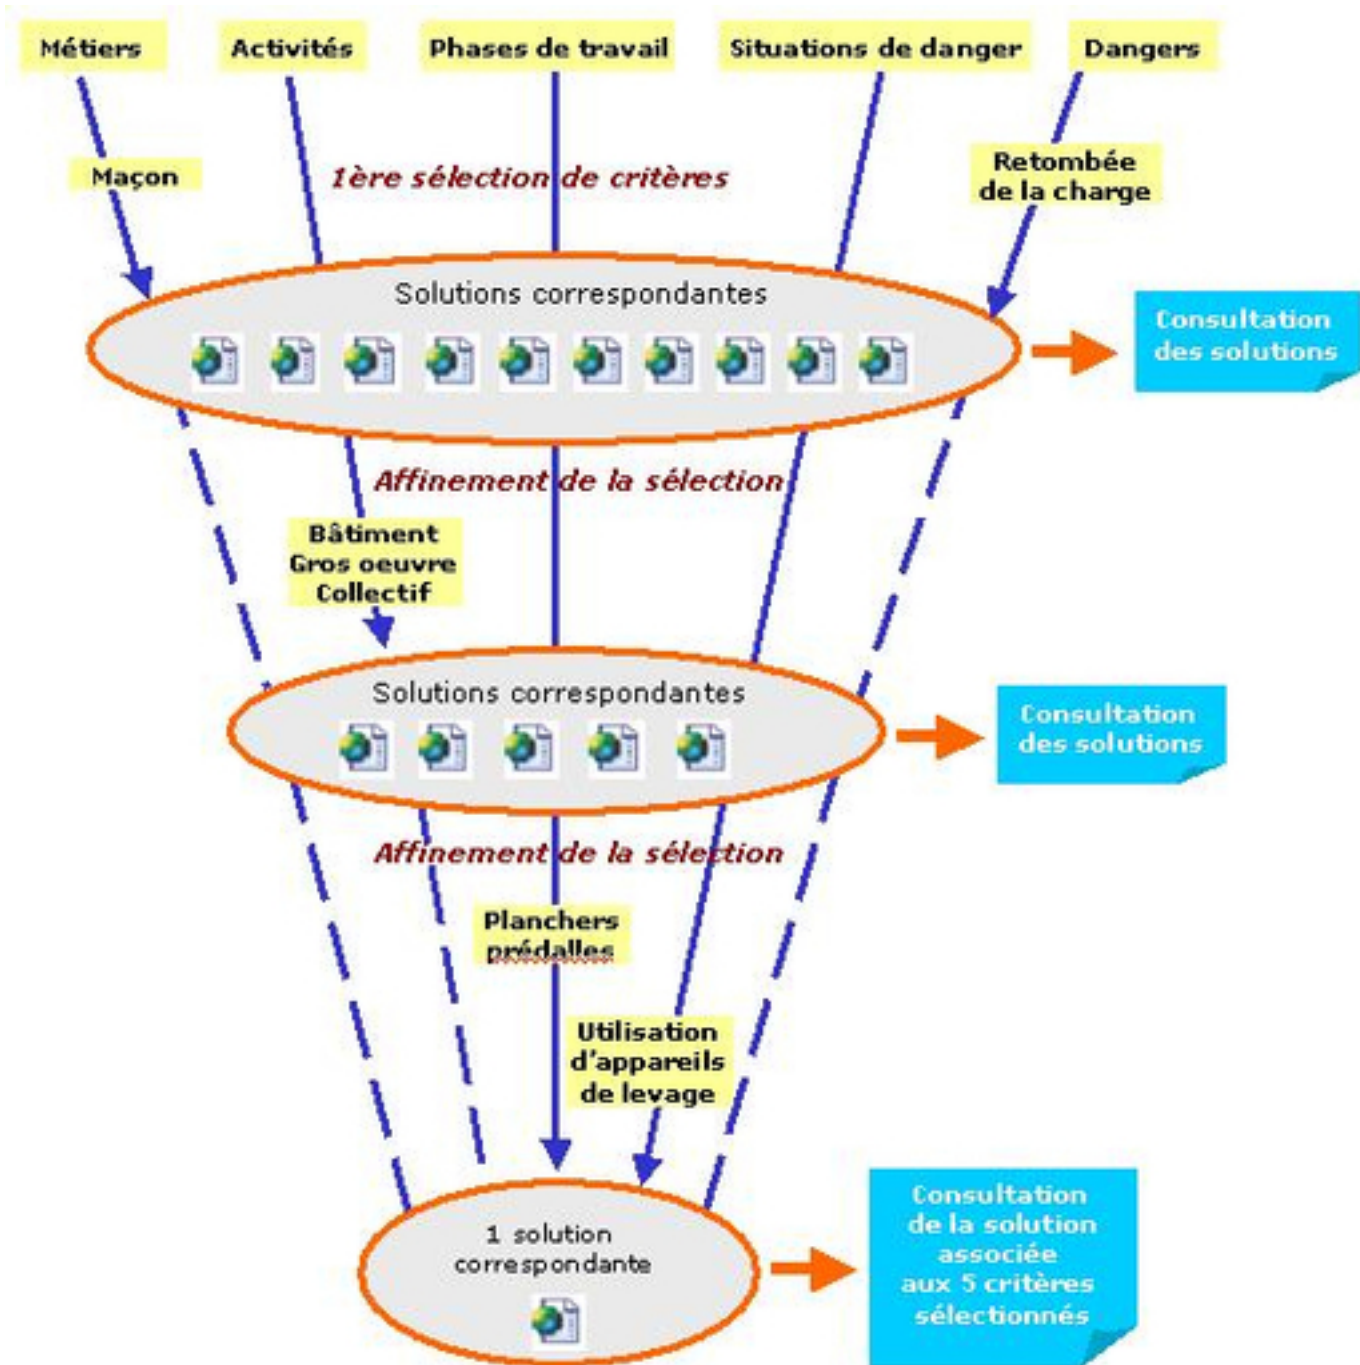 Métiers
Activités
Phases de travail
Situations de danger
Dangers
Maçon
1ère sélection de critères
Retombée
de la charge
Solutions correspondantes
Consultation
des solutions
Affinement de la sélection
Bâtiment
Gros oeuvre
Collectif
Solutions correspondantes
Consultation
des solutions
Affinement de la sélection
Planchers
prédalles
Utilisation
d'appareils
de levage
1 solution
correspondante
Consultation
de la solution
associée
aux 5 critères
sélectionnés